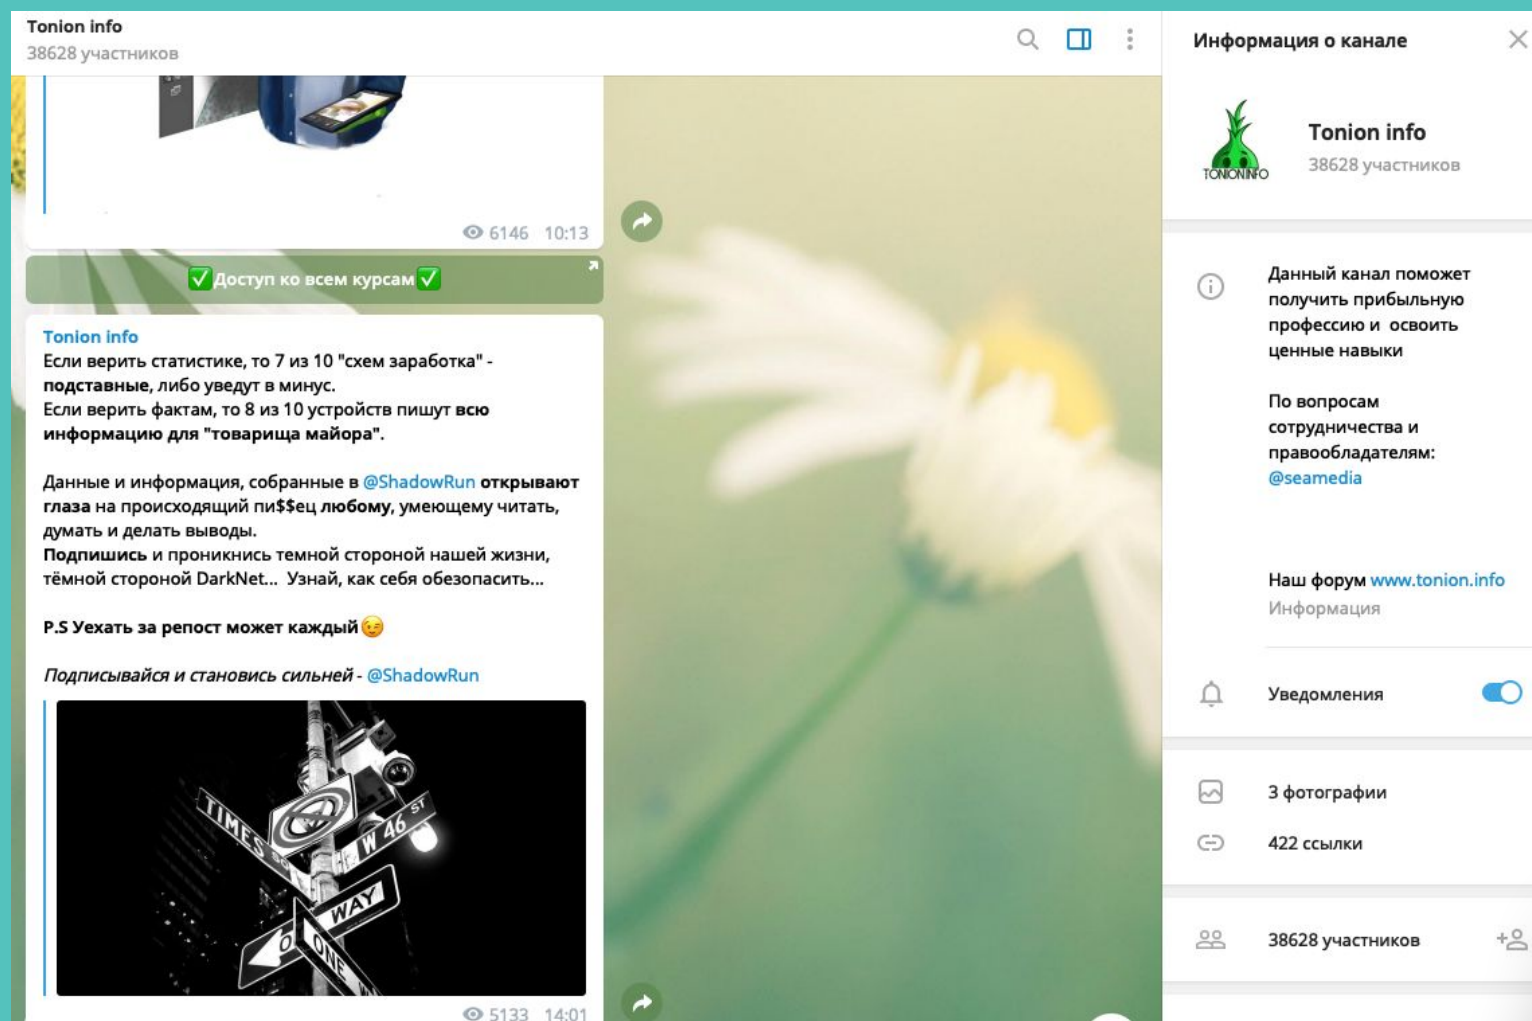 Tonion info
38628 участников
6146 10:13
✅Доступ ко всем курсам✅
Tonion info
Если верить статистике, то 7 из 10 "схем заработка" -
подставные, либо уведут в минус.
Если верить фактам, то 8 из 10 устройств пишут всю
информацию для "товарища майора".
Данные и информация, собранные в @ShadowRun открывают
глаза на происходящий пи$$ец любому, умеющему читать,
думать и делать выводы.
Подпишись и проникнись темной стороной нашей жизни,
тёмной стороной DarkNet... Узнай, как себя обезопасить...
P.S Уехать за репост может каждый😉
Подписывайся и становись сильней - @ShadowRun
TIMES SQ
W 46 ST
WAY
ONE W
5133 14:01
Информация о канале
TONIONINFO
Tonion info
38628 участников
Данный канал поможет
получить прибыльную
профессию и освоить
ценные навыки
По вопросам
сотрудничества и
правообладателям:
@seamedia
Наш форум www.tonion.info
Информация
Уведомления
3 фотографии
422 ссылки
38628 участников